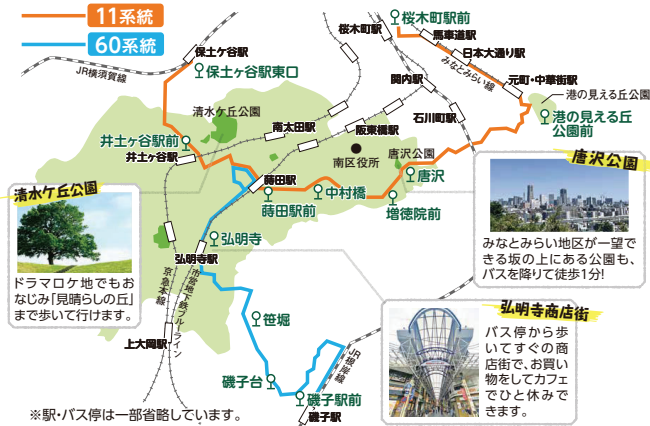 11系統
60系統
桜木町駅
桜木町駅前
馬車道駅
日本大通り駅
みなとみらい線
元町・中華街駅
保土ケ谷駅
保土ヶ谷駅東口
JR横須賀線
関内駅
石川町駅
港の見える丘公園
港の見える丘
公園前
清水ケ丘公園
南太田駅
阪東橋駅
井土ヶ谷駅前
井土ヶ谷駅
南区役所
唐沢公園
唐沢
蒔田駅
蒔田駅前
中村橋
増徳院前
清水ケ丘公園
ドラマロケ地でもお
なじみ「見晴らしの丘」
まで歩いて行けます。
唐沢公園
みなとみらい地区が一望で
きる坂の上にある公園も、
バスを降りて徒歩1分!
弘明寺
弘明寺駅
京急本線
市営地下鉄ブルーライン
上大岡駅
笹堀
磯子台
磯子駅前
磯子駅
JR根岸線
弘明寺商店街
バス停から歩
いてすぐの商
店街で、お買い
物をしてカフェ
でひと休みで
きます。
※駅・バス停は一部省略しています。